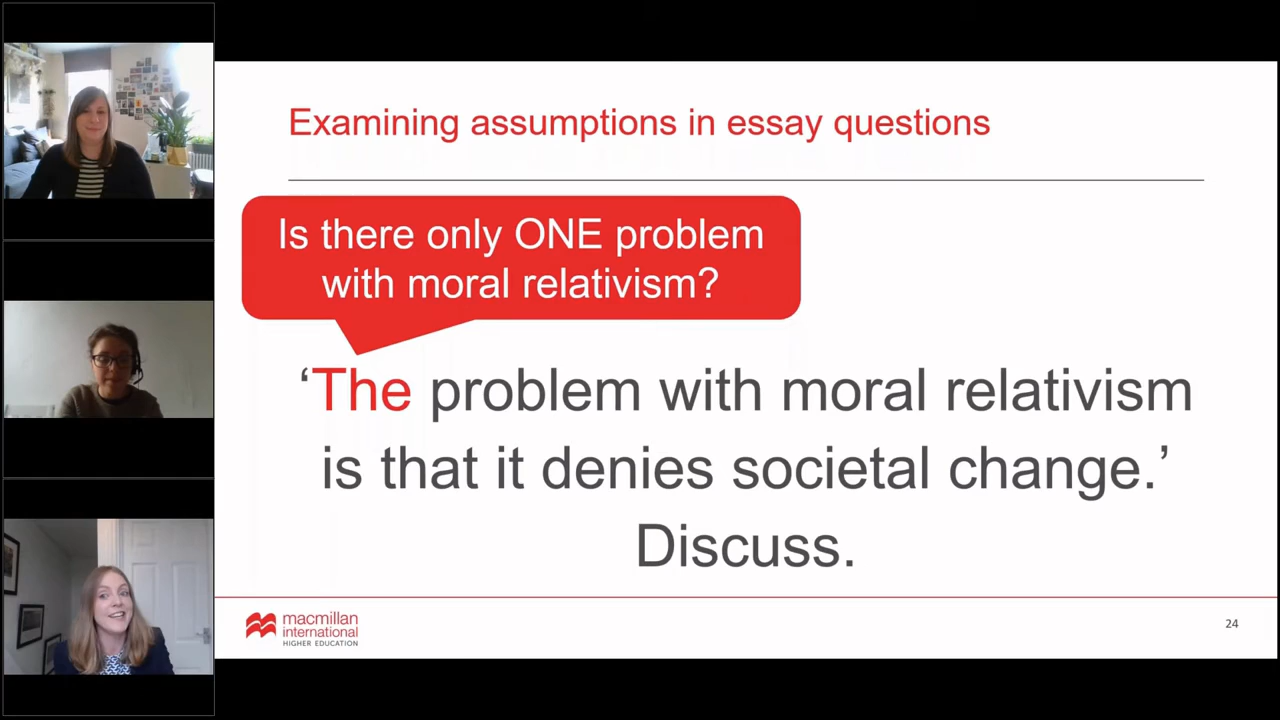 Examining assumptions in essay questions
Is there only ONE problem
with moral relativism?
‘The problem with moral relativism
is that it denies societal change.’
Discuss.
macmillan
international
HIGHER EDUCATION
24